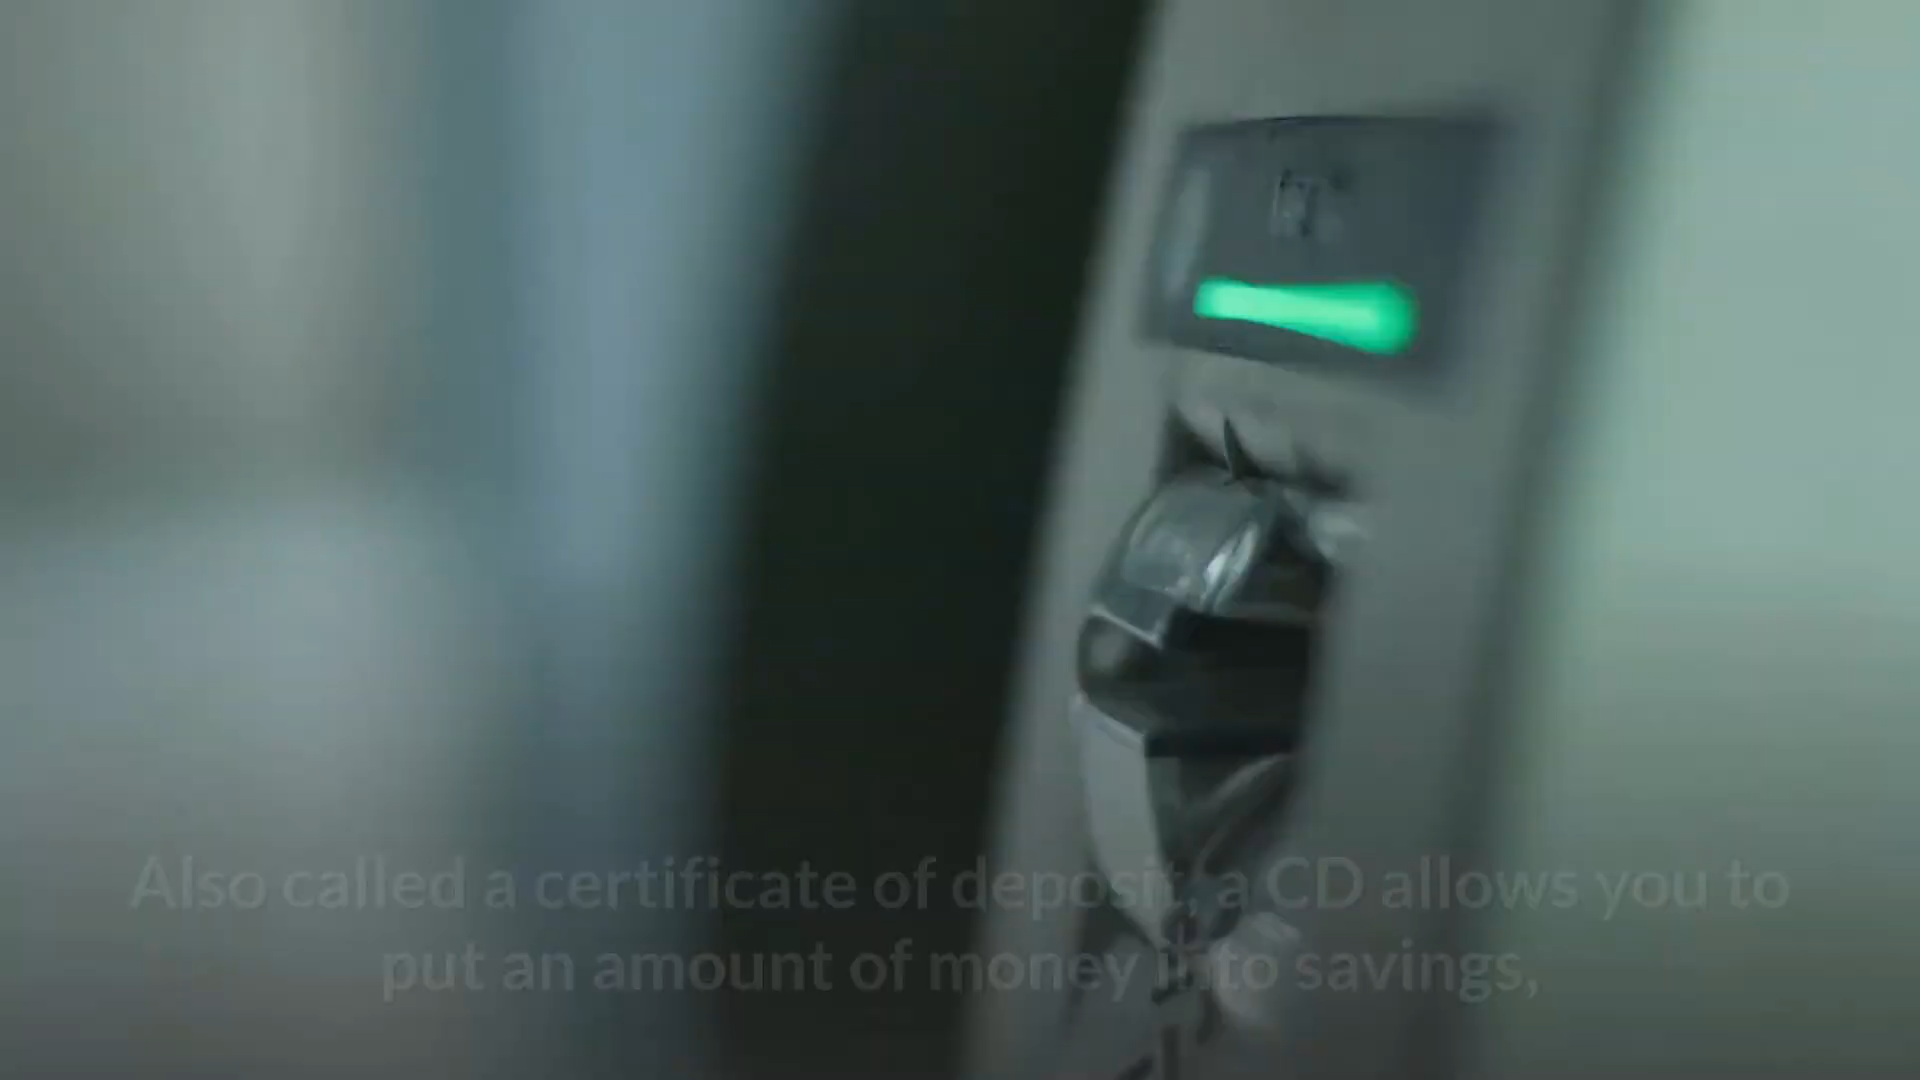 Also called a certificate of deposit, a CD allows you to
put an amount of money into savings,